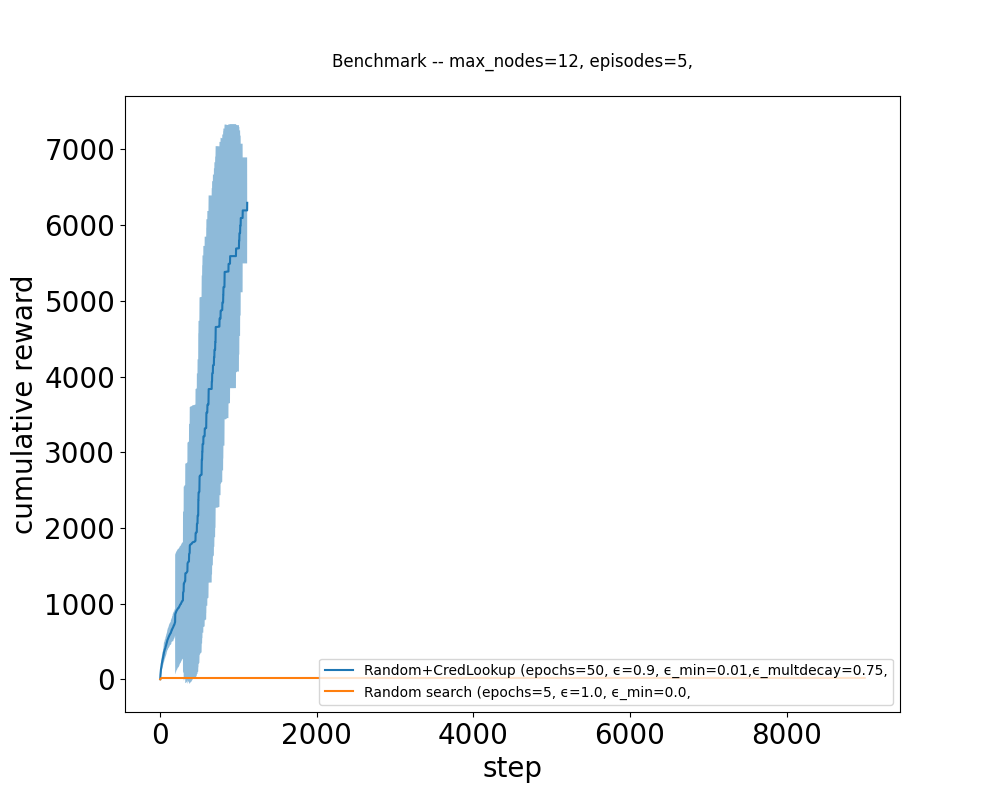 Benchmark -- max_nodes=12, episodes=5,
7000
6000
5000
4000
3000
2000
1000
0
cumulative reward
Random+CredLookup (epochs=50, ϵ=0.9, ϵ_min=0.01,ϵ_multdecay=0.75,
Random search (epochs=5, ϵ=1.0, ϵ_min=0.0,
0 2000 4000 6000 8000
step